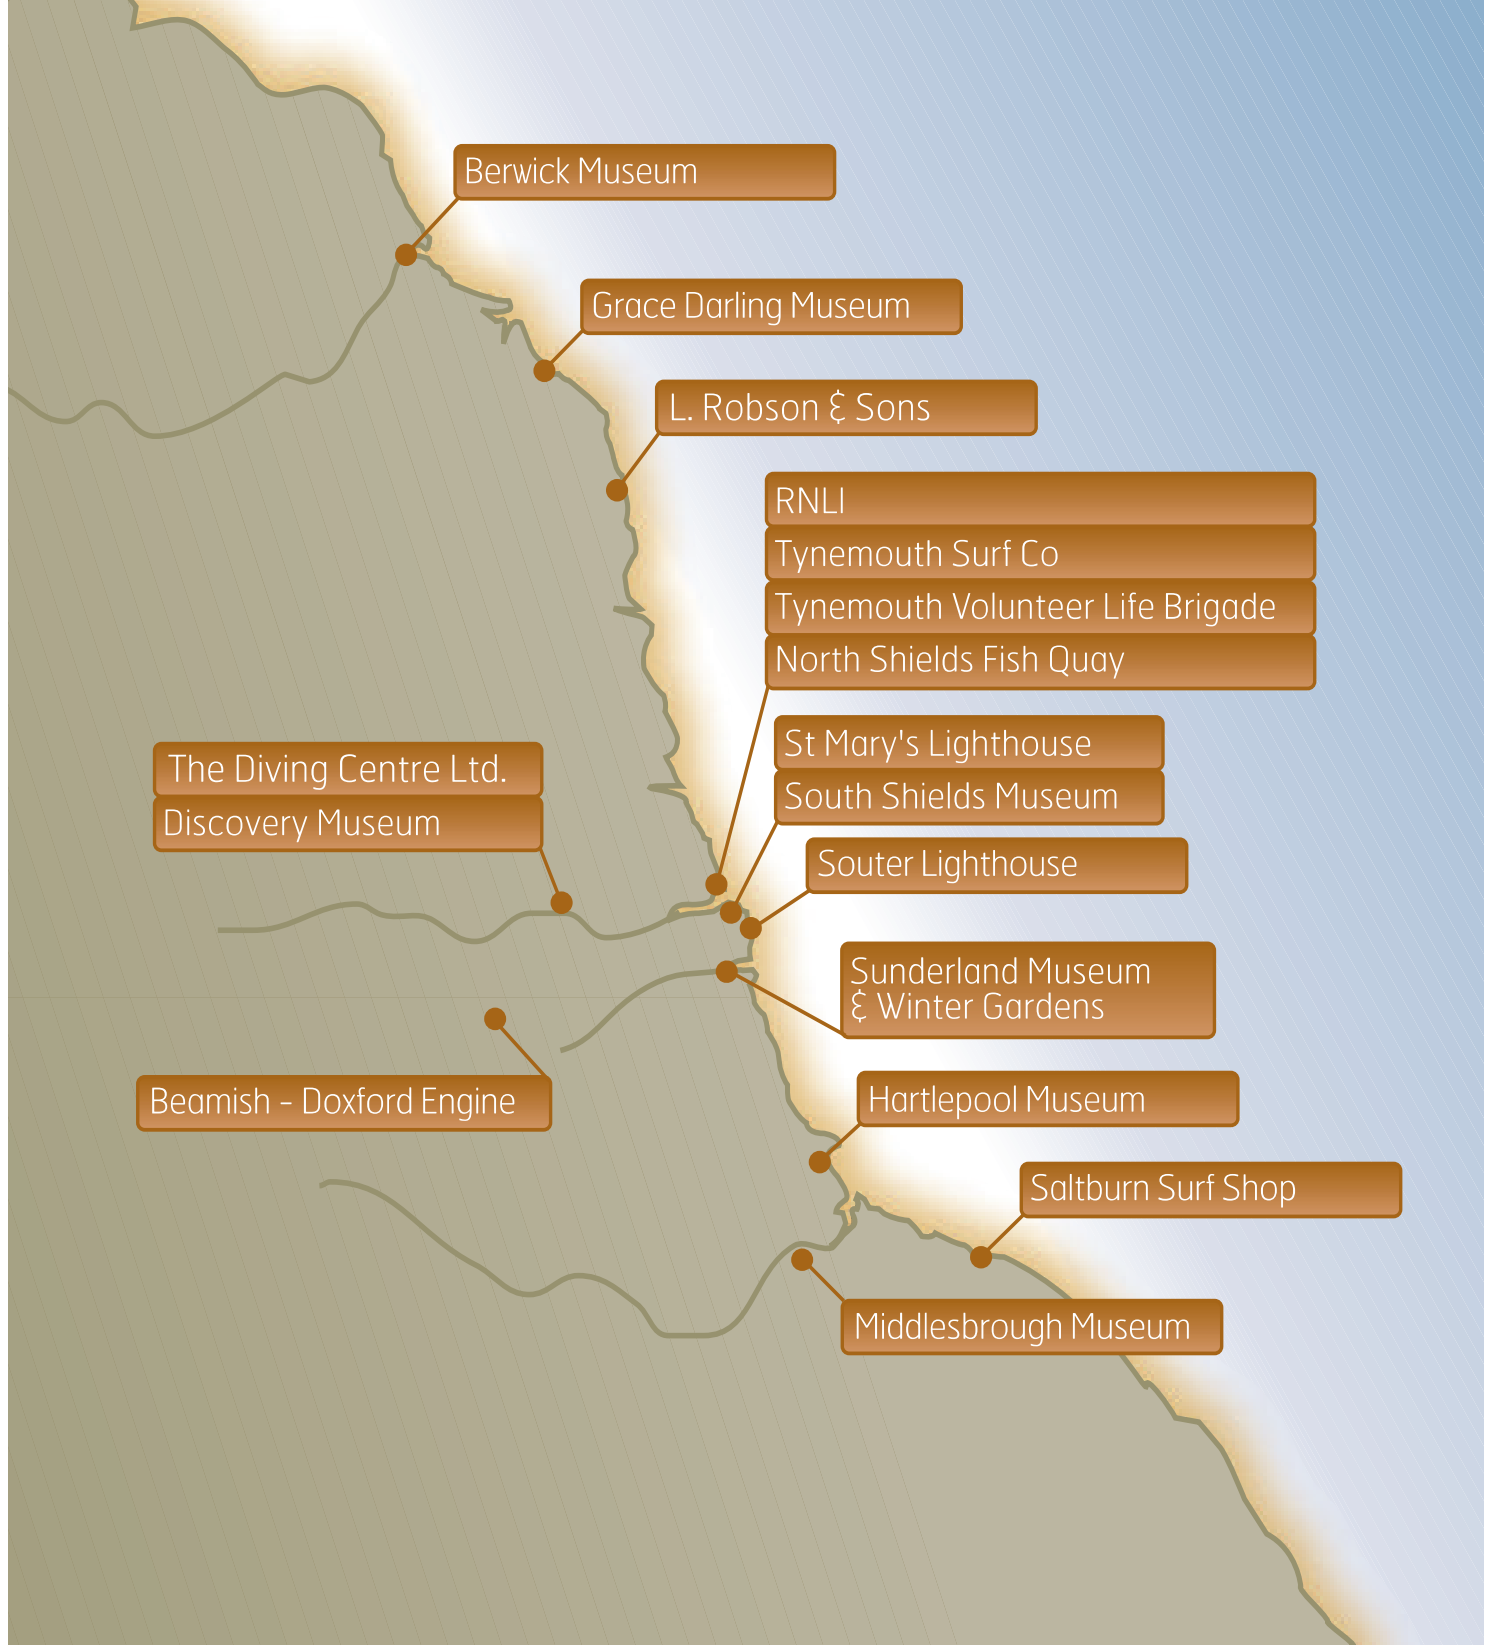 Berwick Museum
Grace Darling Museum
L. Robson & Sons
RNLI
Tynemouth Surf Co
Tynemouth Volunteer Life Brigade
North Shields Fish Quay
St Mary's Lighthouse
South Shields Museum
The Diving Centre Ltd.
Discovery Museum
Souter Lighthouse
Sunderland Museum
& Winter Gardens
Beamish - Doxford Engine
Hartlepool Museum
Saltburn Surf Shop
Middlesbrough Museum